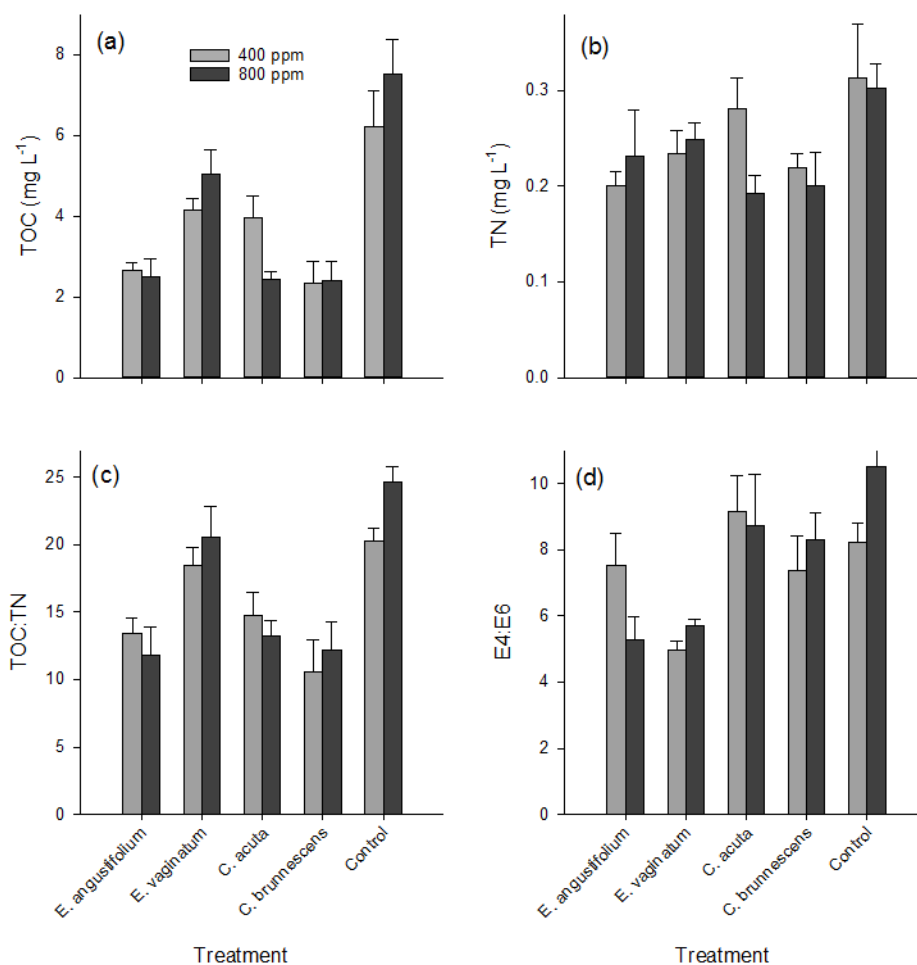 (a)
400 ppm
800 ppm
TOC (mg L-1)
8
6
4
2
0
(b)
TN (mg L-1)
0.3
0.2
0.1
0.0
(c)
TOC:TN
25
20
15
10
5
0
E. angustifolium
E. vaginatum
C. acuta
C. brunnescens
Control
Treatment
(d)
E4:E6
10
8
6
4
2
0
E. angustifolium
E. vaginatum
C. acuta
C. brunnescens
Control
Treatment